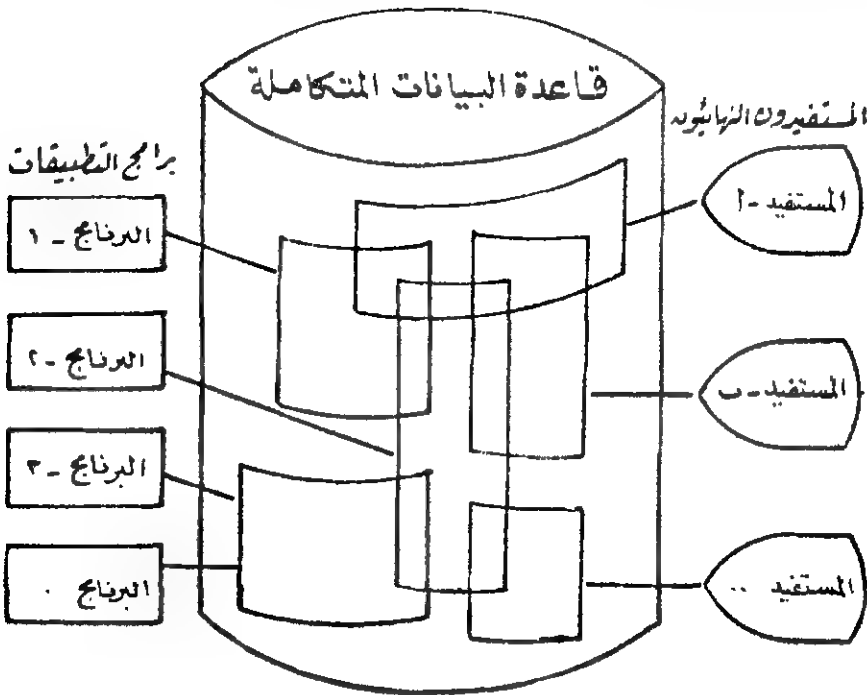 قاعدة البيانات المتكاملة
المستفيدون النهائيون
برامج التطبيقات
المستفيد - أ
البرنامج - ١
البرنامج - ٢
المستفيد - ب
البرنامج - ٣
البرنامج .
المستفيد ..